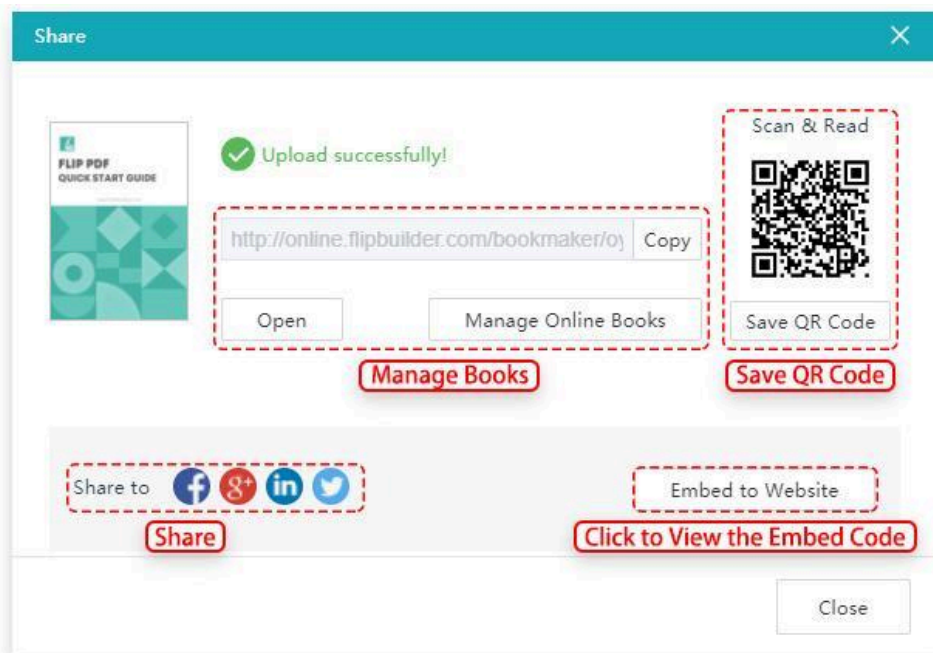 Share
FLIP PDF
QUICK START GUIDE
Upload successfully!
Scan & Read
http://online.flipbuilder.com/bookmaker/oy
Copy
Open
Manage Online Books
Save QR Code
Manage Books
Save QR Code
Share to
Embed to Website
Share
Click to View the Embed Code
Close